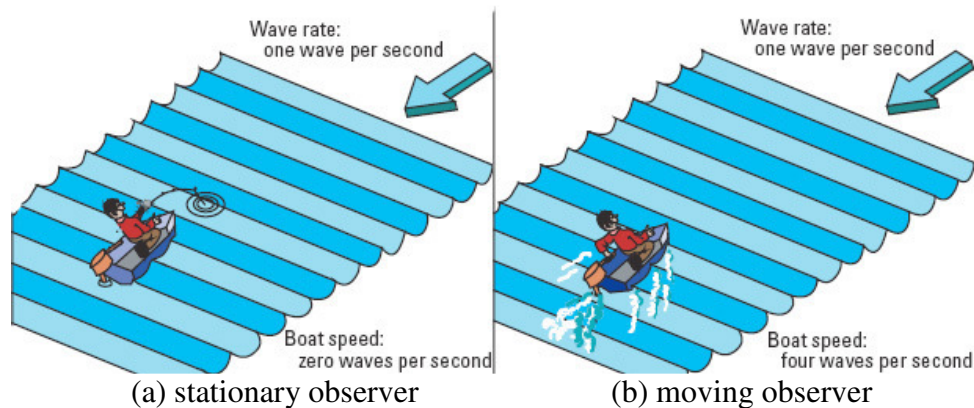 Wave rate:
one wave per second
Boat speed:
zero waves per second
(a) stationary observer
Wave rate:
one wave per second
Boat speed:
four waves per second
(b) moving observer